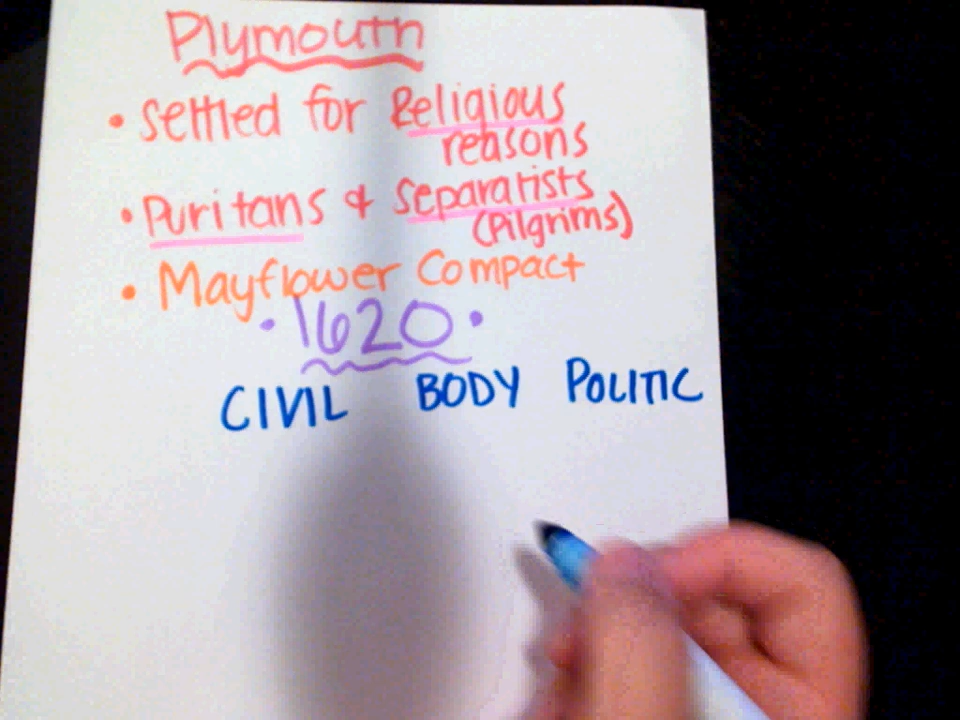 Plymouth
• Settled for Religious
reasons
• Puritans & Separatists
(Pilgrims)
• Mayflower Compact
• 1620 •
CIVIL BODY POLITIC